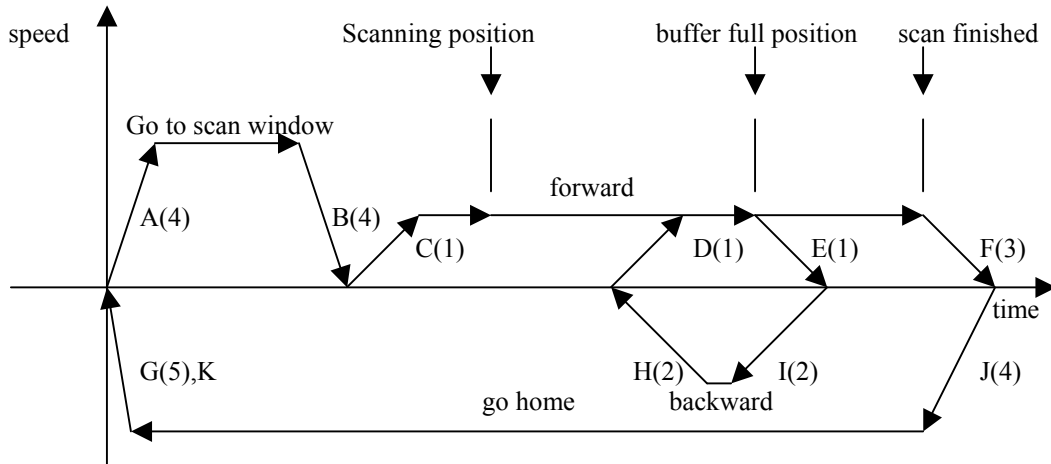 speed
Scanning position
buffer full position
scan finished
Go to scan window
forward
A(4)
B(4)
C(1)
D(1)
E(1)
F(3)
time
G(5),K
H(2)
I(2)
J(4)
backward
go home